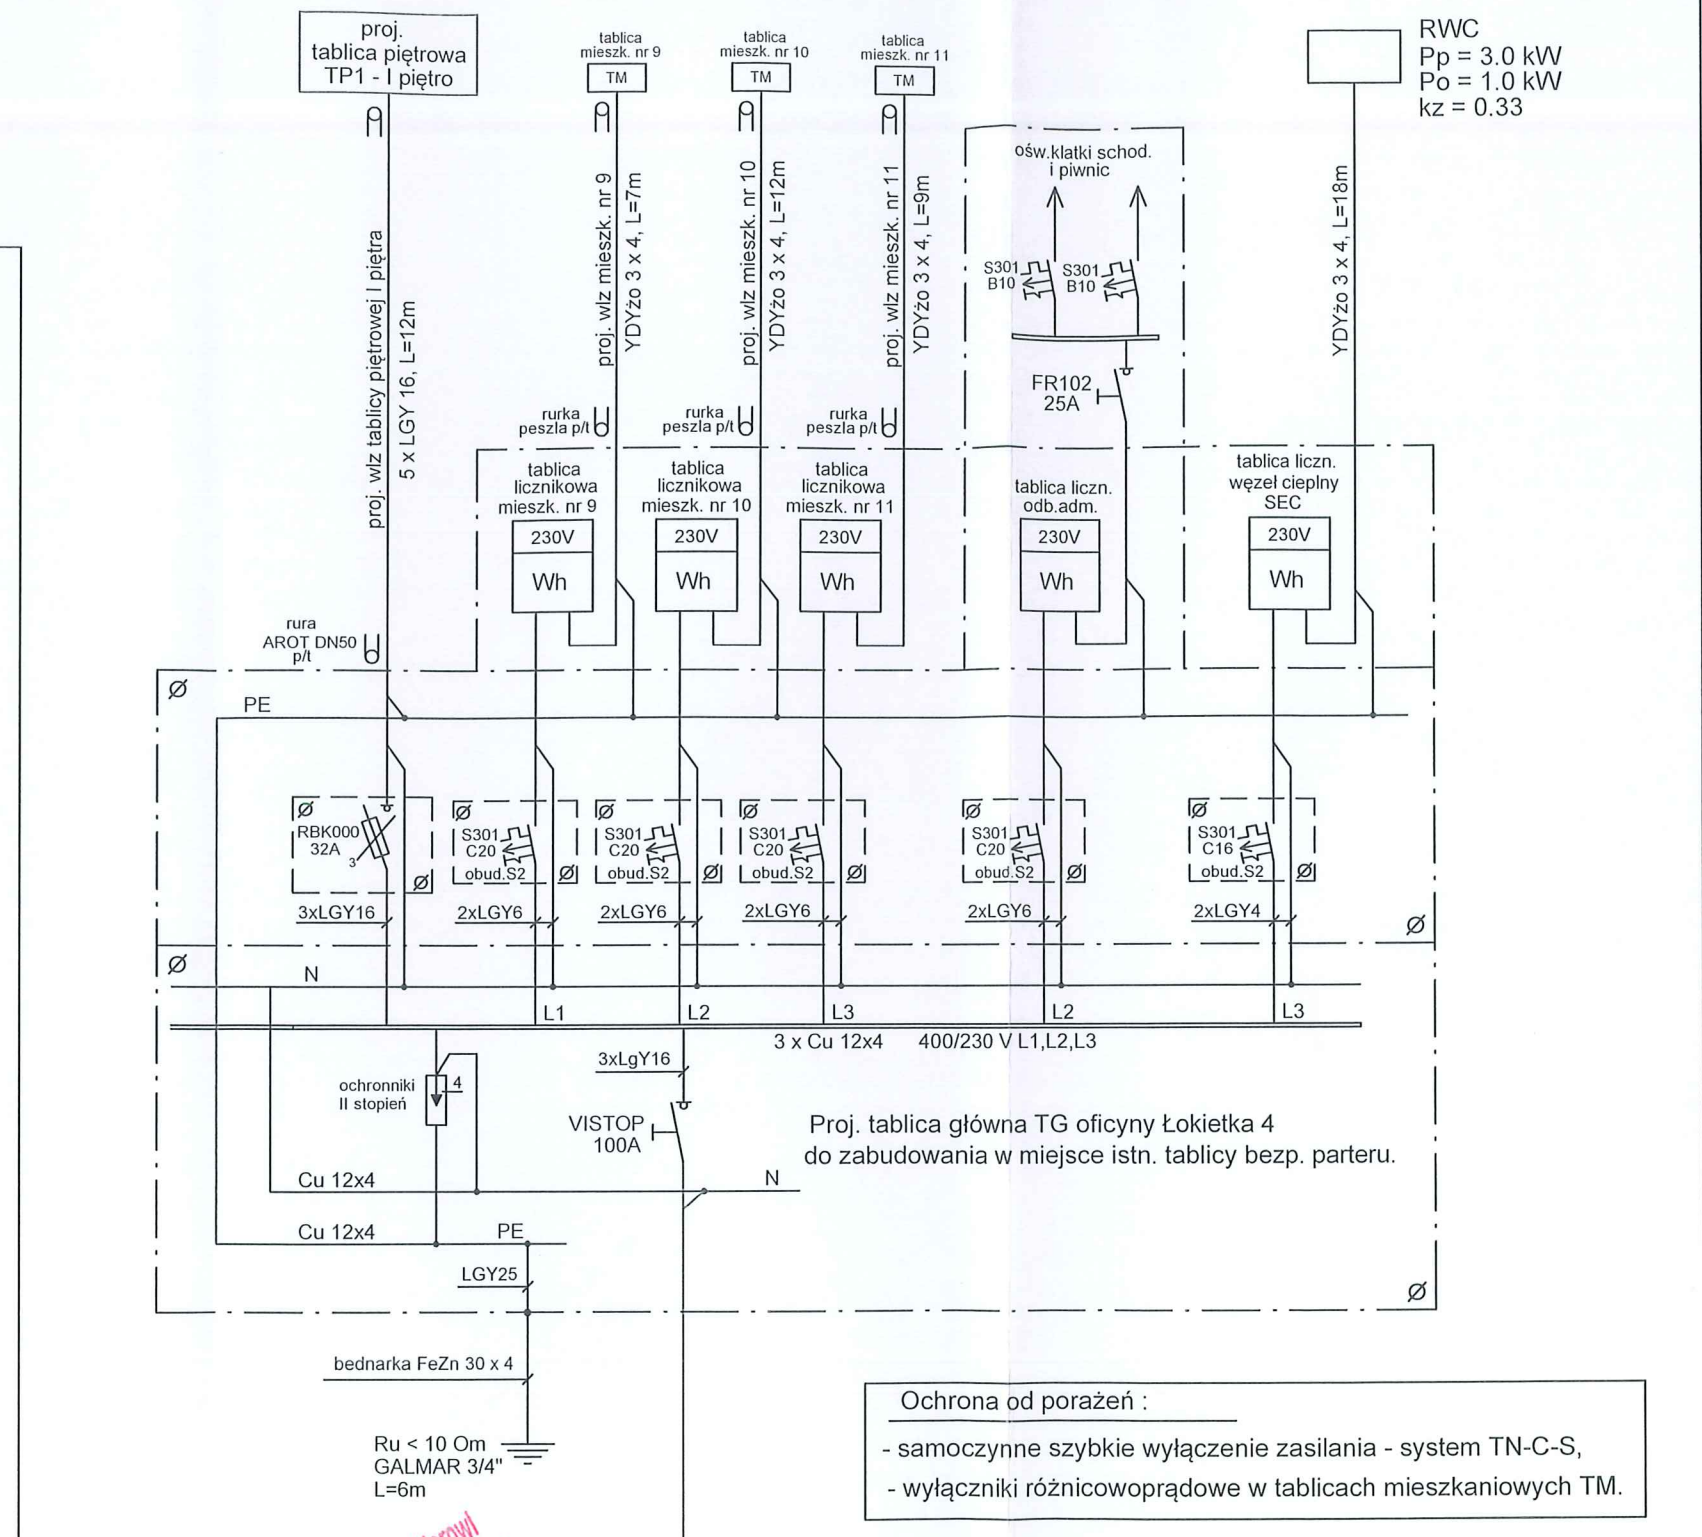 proj.
tablica piętrowa
TP1 - I piętro
tablica
mieszk. nr 9
TM
tablica
mieszk. nr 10
TM
tablica
mieszk. nr 11
TM
RWC
Pp = 3.0 kW
Po = 1.0 kW
kz = 0.33
proj. wlz tablicy piętrowej I piętra
5 x LGY 16, L=12m
proj. wlz mieszk. nr 9
YDYżo 3 x 4, L=7m
proj. wlz mieszk. nr 10
YDYżo 3 x 4, L=12m
proj. wlz mieszk. nr 11
YDYżo 3 x 4, L=9m
ośw.klatki schod.
i piwnic
S301
B10
S301
B10
FR102
25A
YDYżo 3 x 4, L=18m
rurka
peszla p/t
rurka
peszla p/t
rurka
peszla p/t
tablica
licznikowa
mieszk. nr 9
230V
Wh
tablica
licznikowa
mieszk. nr 10
230V
Wh
tablica
licznikowa
mieszk. nr 11
230V
Wh
tablica liczn.
odb.adm.
230V
Wh
tablica liczn.
węzeł cieplny
SEC
230V
Wh
rura
AROT DN50
p/t
PE
RBK000
32A
3
S301
C20
obud.S2
S301
C20
obud.S2
S301
C20
obud.S2
S301
C20
obud.S2
S301
C16
obud.S2
3xLGY16
2xLGY6
2xLGY6
2xLGY6
2xLGY6
2xLGY4
N
L1
L2
L3
L2
L3
3 x Cu 12x4
400/230 V L1,L2,L3
3xLgY16
ochronniki
II stopień
4
VISTOP
100A
Proj. tablica główna TG oficyny Łokietka 4
do zabudowania w miejsce istn. tablicy bezp. parteru.
Cu 12x4
N
Cu 12x4
PE
LGY25
bednarka FeZn 30 x 4
Ru < 10 Om
GALMAR 3/4"
L=6m
Ochrona od porażeń :
- samoczynne szybkie wyłączenie zasilania - system TN-C-S,
- wyłączniki różnicowoprądowe w tablicach mieszkaniowych TM.